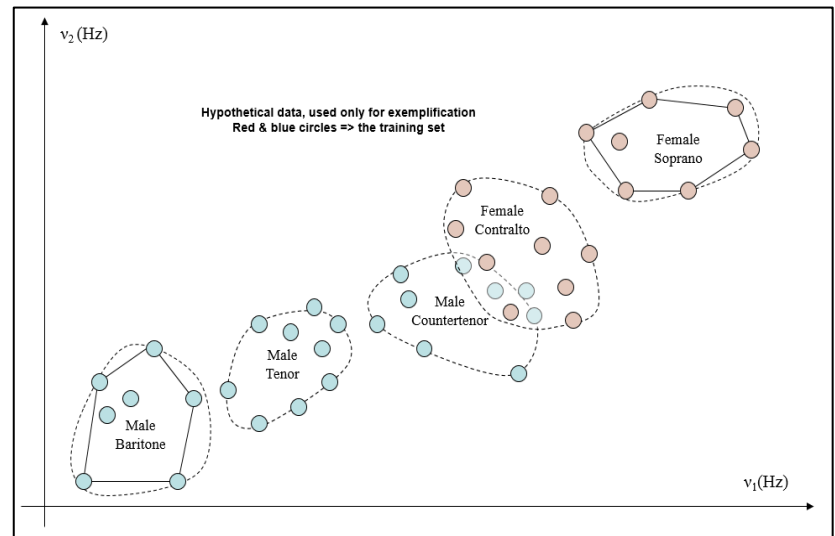 ν₂ (Hz)
Hypothetical data, used only for exemplification
Red & blue circles => the training set
Female
Soprano
Female
Contralto
Male
Countertenor
Male
Tenor
Male
Baritone
ν₁(Hz)